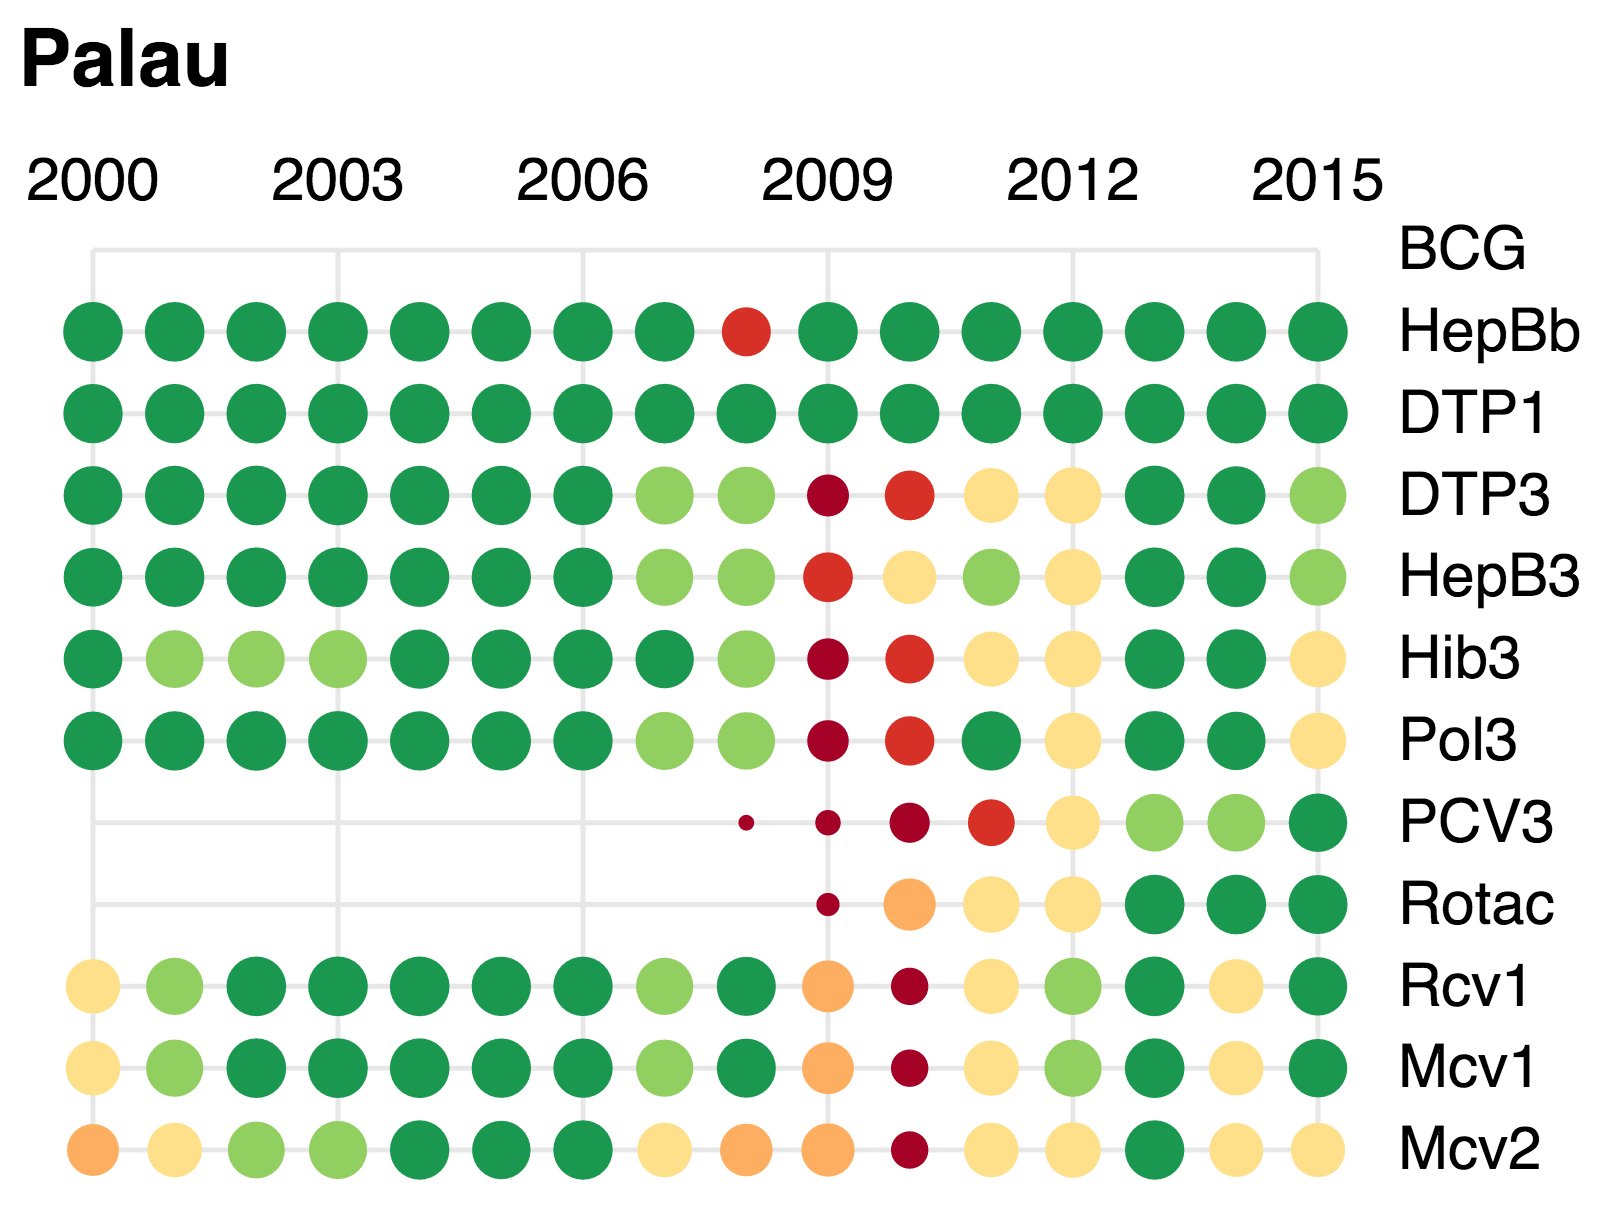 Palau
2000 2003 2006 2009 2012 2015
BCG
HepBb
DTP1
DTP3
HepB3
Hib3
Pol3
PCV3
Rotac
Rcv1
Mcv1
Mcv2